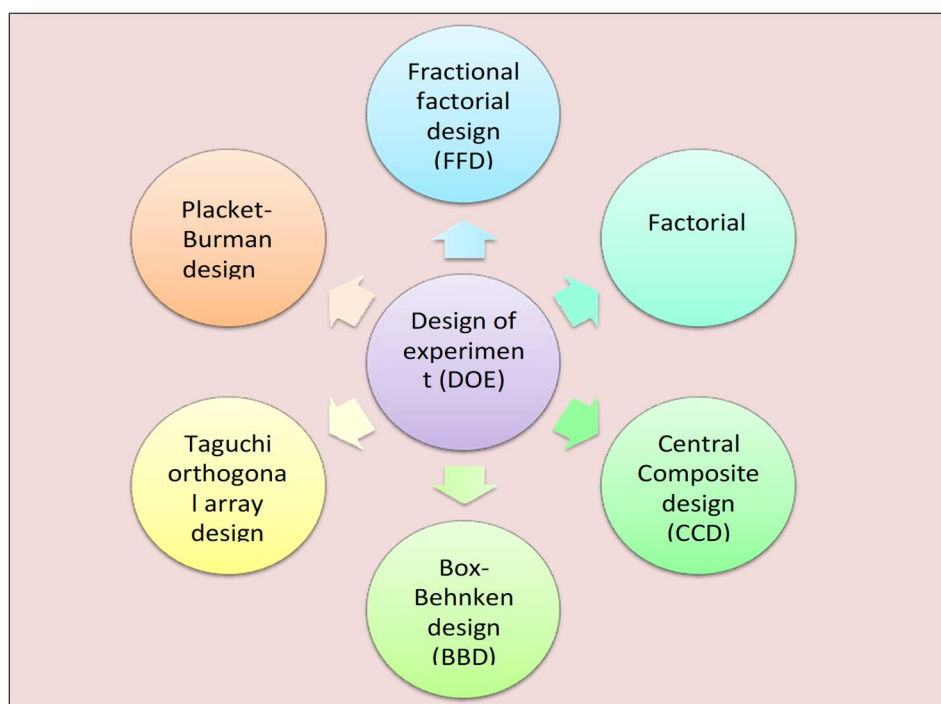 Fractional
factorial
design
(FFD)
Placket-
Burman
design
Factorial
Design of
experimen
t (DOE)
Taguchi
orthogona
l array
design
Central
Composite
design
(CCD)
Box-
Behnken
design
(BBD)